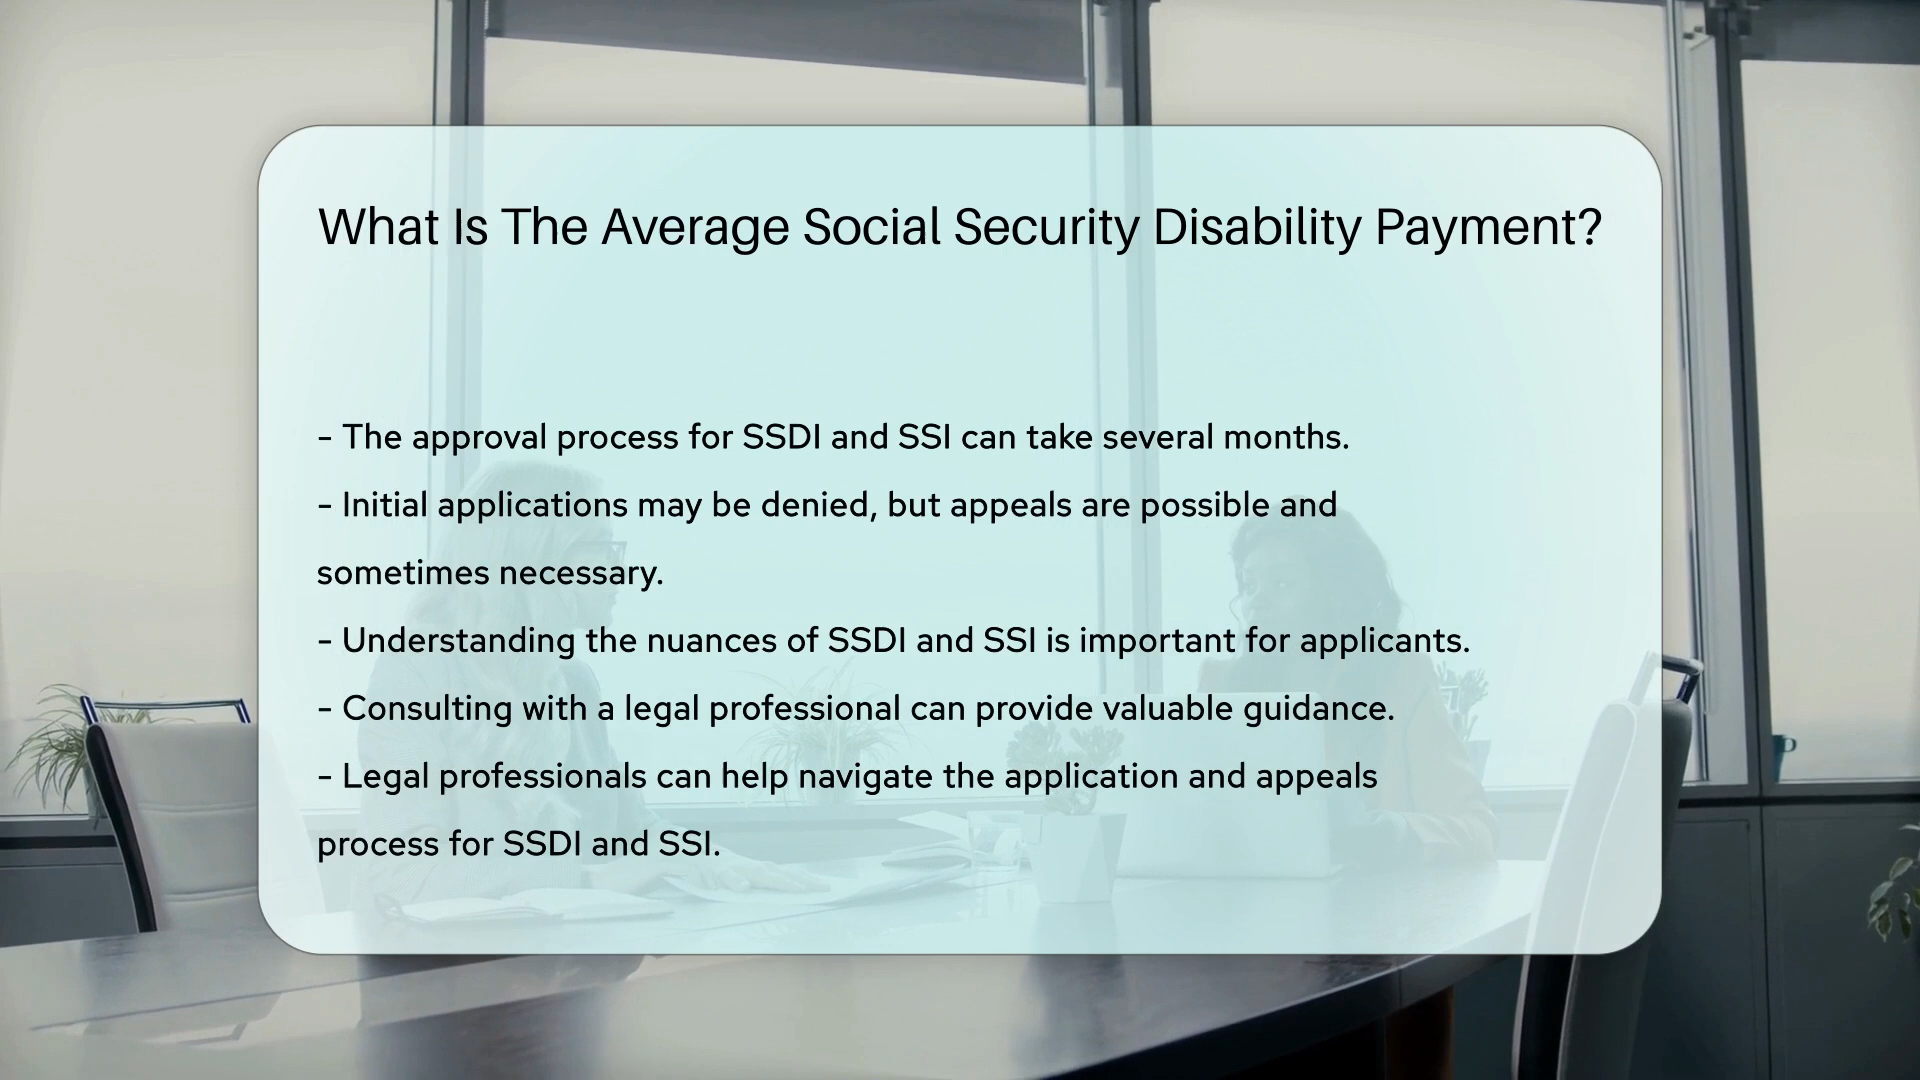 What Is The Average Social Security Disability Payment?
- The approval process for SSDI and SSI can take several months.
- Initial applications may be denied, but appeals are possible and
sometimes necessary.
- Understanding the nuances of SSDI and SSI is important for applicants.
- Consulting with a legal professional can provide valuable guidance.
- Legal professionals can help navigate the application and appeals
process for SSDI and SSI.